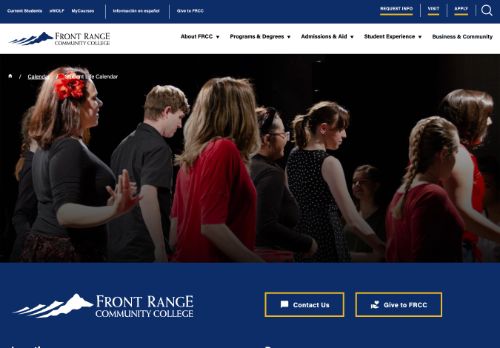 Current Students eWOLF MyCourses Información en español Give to FRCC REQUEST INFO VISIT APPLY
FRONT RANGE
COMMUNITY COLLEGE
About FRCC Programs & Degrees Admissions & Aid Student Experience Business & Community
/ Calendar / Student Life Calendar
FRONT RANGE
COMMUNITY COLLEGE
Contact Us Give to FRCC